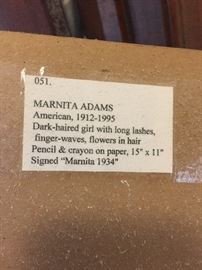 051.
MARNITA ADAMS
American, 1912-1995
Dark-haired girl with long lashes,
finger-waves, flowers in hair
Pencil & crayon on paper, 15" x 11"
Signed "Marnita 1934"